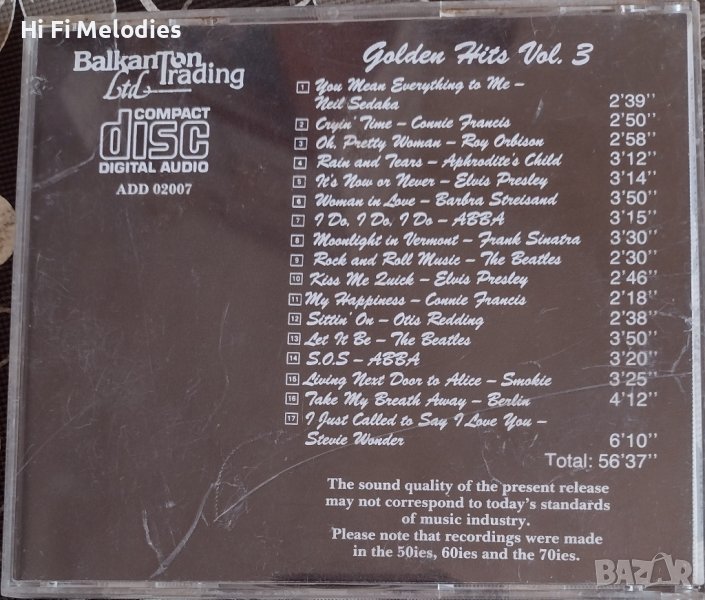 Hi Fi Melodies
BalkanTon
Trading
Ltd.
COMPACT
disc
DIGITAL AUDIO
ADD 02007
Golden Hits Vol. 3
1 You Mean Everything to Me –
Neil Sedaka 2'39"
2 Cryin' Time – Connie Francis 2'50"
3 Oh, Pretty Woman – Roy Orbison 2'58"
4 Rain and Tears – Aphrodite's Child 3'12"
5 It's Now or Never – Elvis Presley 3'14"
6 Woman in Love – Barbra Streisand 3'50"
7 I Do, I Do, I Do – ABBA 3'15"
8 Moonlight in Vermont – Frank Sinatra 3'30"
9 Rock and Roll Music – The Beatles 2'30"
10 Kiss Me Quick – Elvis Presley 2'46"
11 My Happiness – Connie Francis 2'18"
12 Sittin' On – Otis Redding 2'38"
13 Let It Be – The Beatles 3'50"
14 S.O.S – ABBA 3'20"
15 Living Next Door to Alice – Smokie 3'25"
16 Take My Breath Away – Berlin 4'12"
17 I Just Called to Say I Love You –
Stevie Wonder 6'10"
Total: 56'37"
The sound quality of the present release
may not correspond to today's standards
of music industry.
Please note that recordings were made
in the 50ies, 60ies and the 70ies.
BAZAR